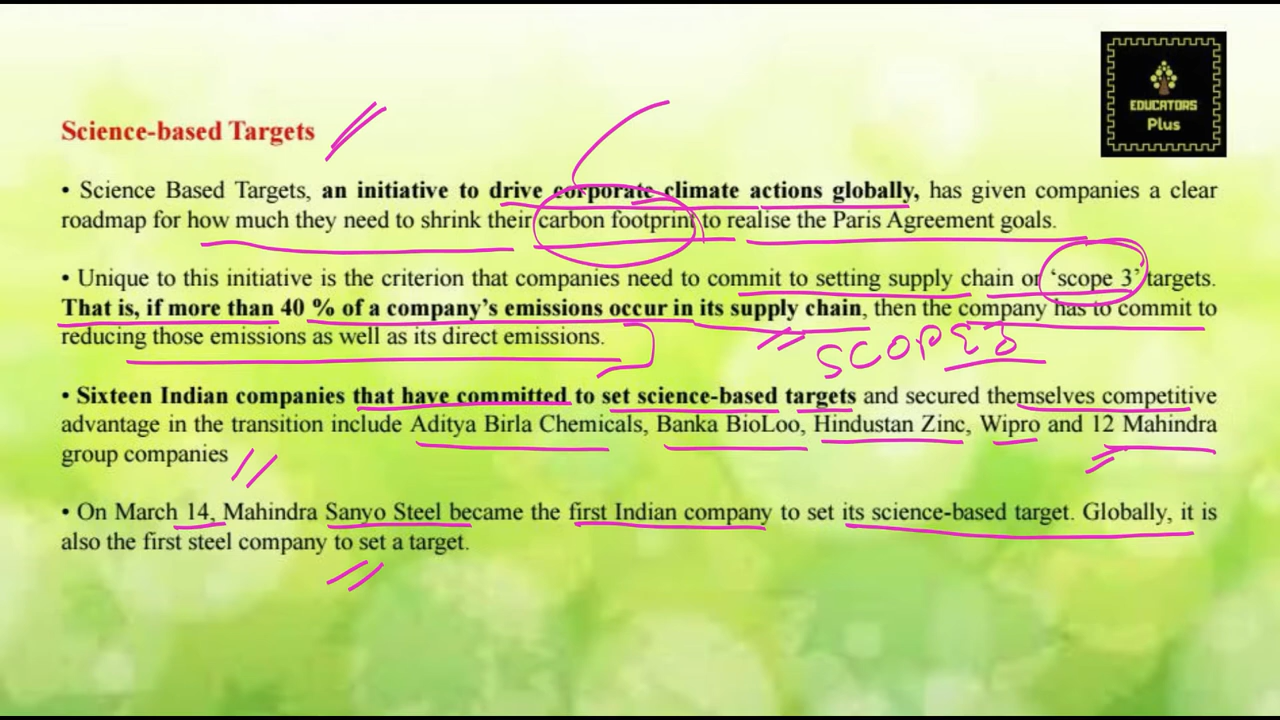 EDUCATORS
Plus
Science-based Targets
• Science Based Targets, an initiative to drive corporate climate actions globally, has given companies a clear
roadmap for how much they need to shrink their carbon footprint to realise the Paris Agreement goals.
• Unique to this initiative is the criterion that companies need to commit to setting supply chain or ‘scope 3’ targets.
That is, if more than 40 % of a company’s emissions occur in its supply chain, then the company has to commit to
reducing those emissions as well as its direct emissions.
SCOPE 3
• Sixteen Indian companies that have committed to set science-based targets and secured themselves competitive
advantage in the transition include Aditya Birla Chemicals, Banka BioLoo, Hindustan Zinc, Wipro and 12 Mahindra
group companies
• On March 14, Mahindra Sanyo Steel became the first Indian company to set its science-based target. Globally, it is
also the first steel company to set a target.